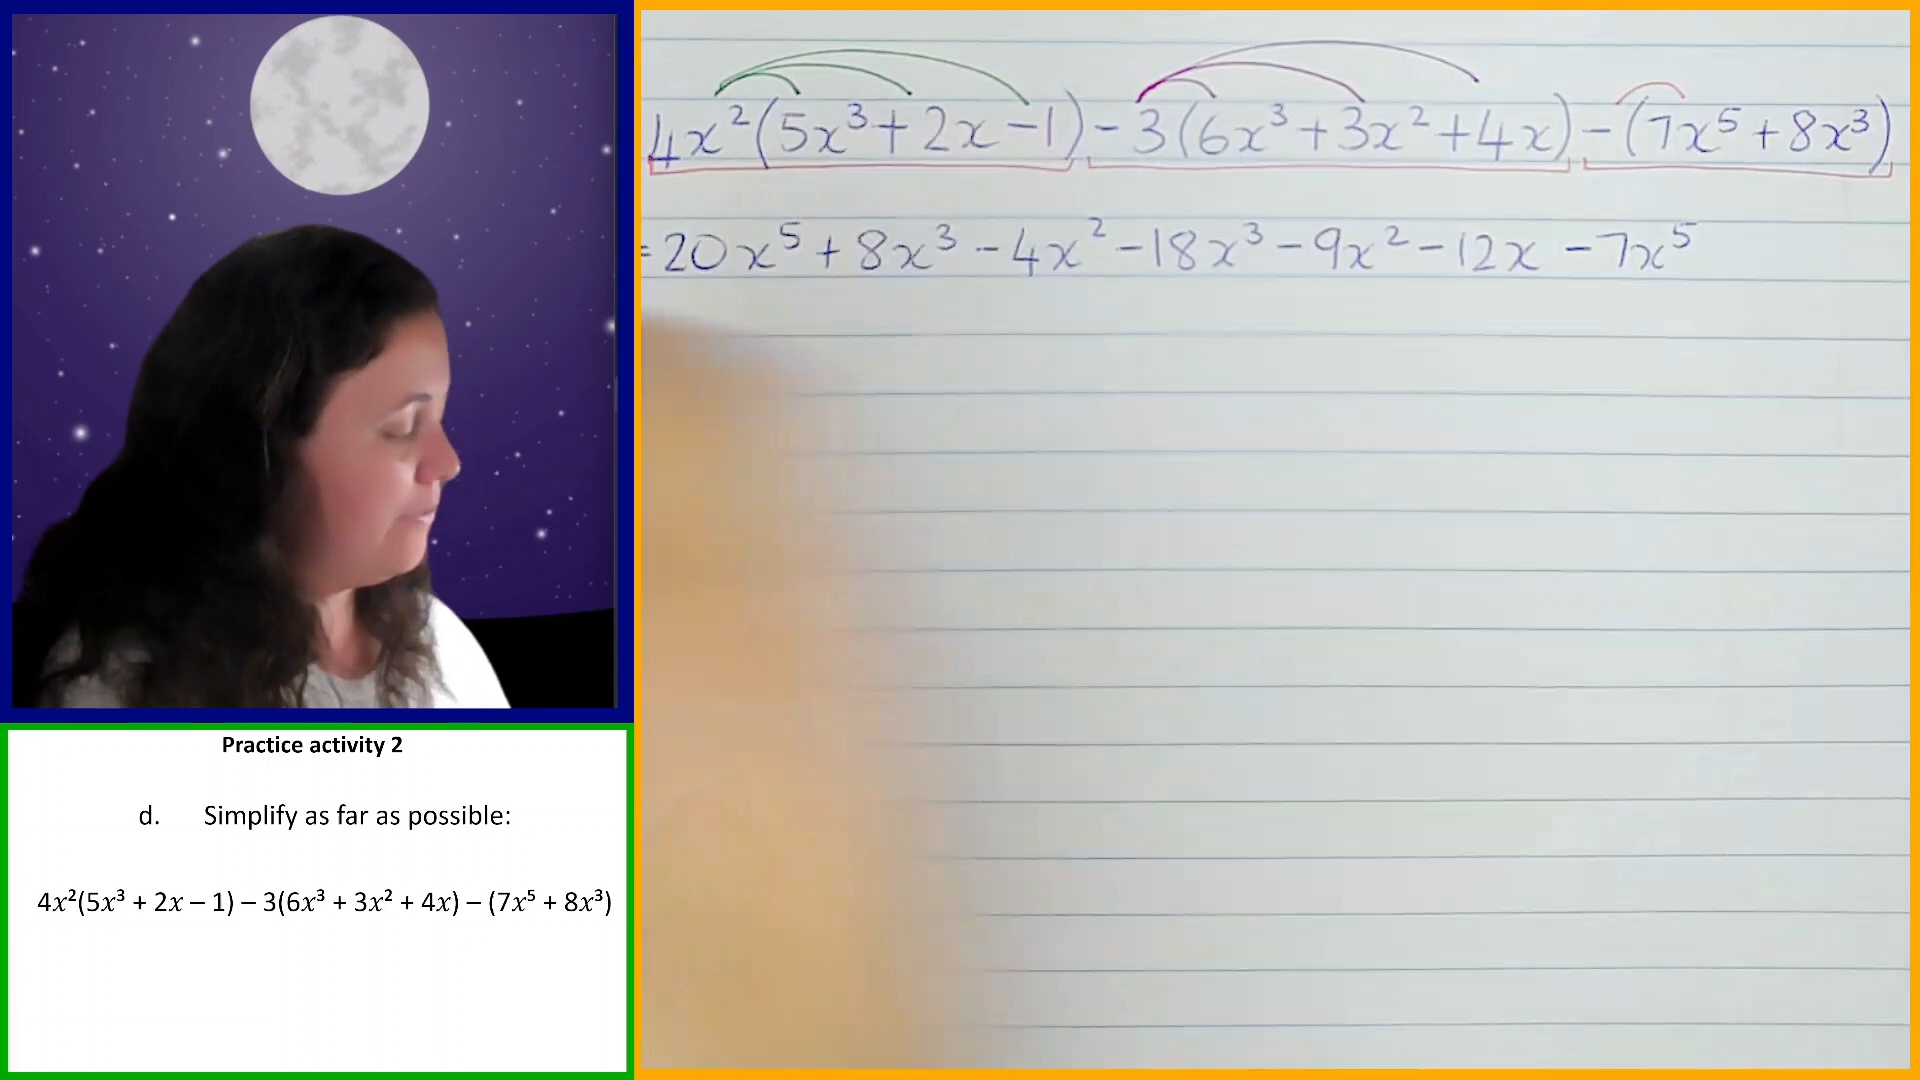 4x²(5x³+2x-1)-3(6x³+3x²+4x)-(7x⁵+8x³)
=20x⁵+8x³-4x²-18x³-9x²-12x-7x⁵
Practice activity 2
d. Simplify as far as possible:
4x²(5x³ + 2x – 1) – 3(6x³ + 3x² + 4x) – (7x⁵ + 8x³)